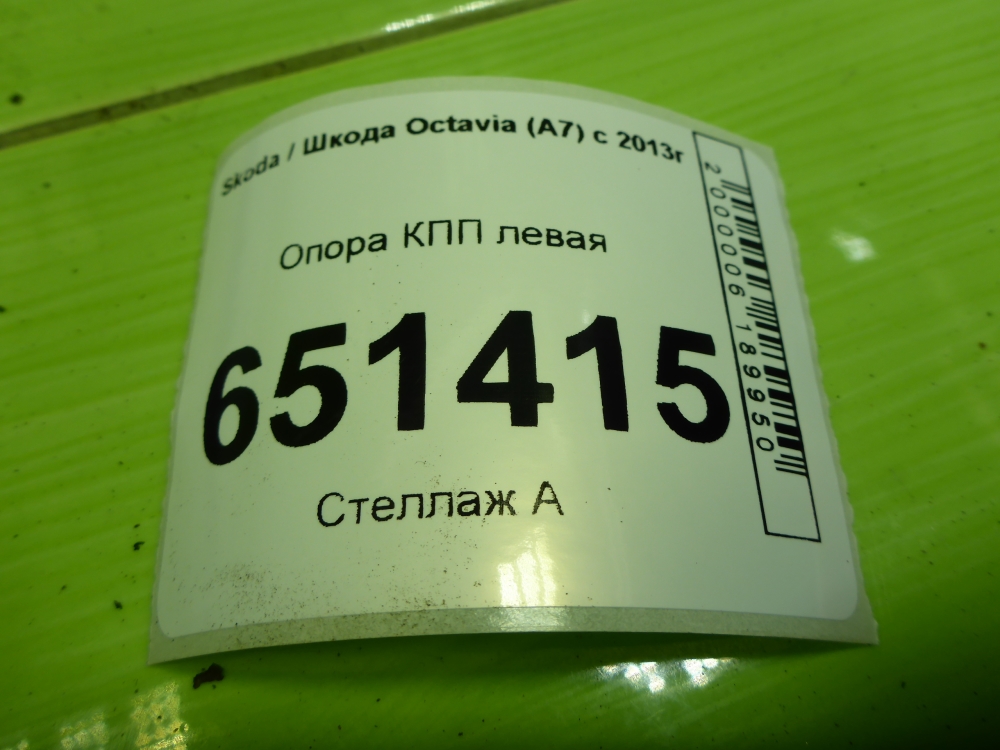 Skoda / Шкода Octavia (A7) с 2013г
Опора КПП левая
651415
Стеллаж А
2000006189950